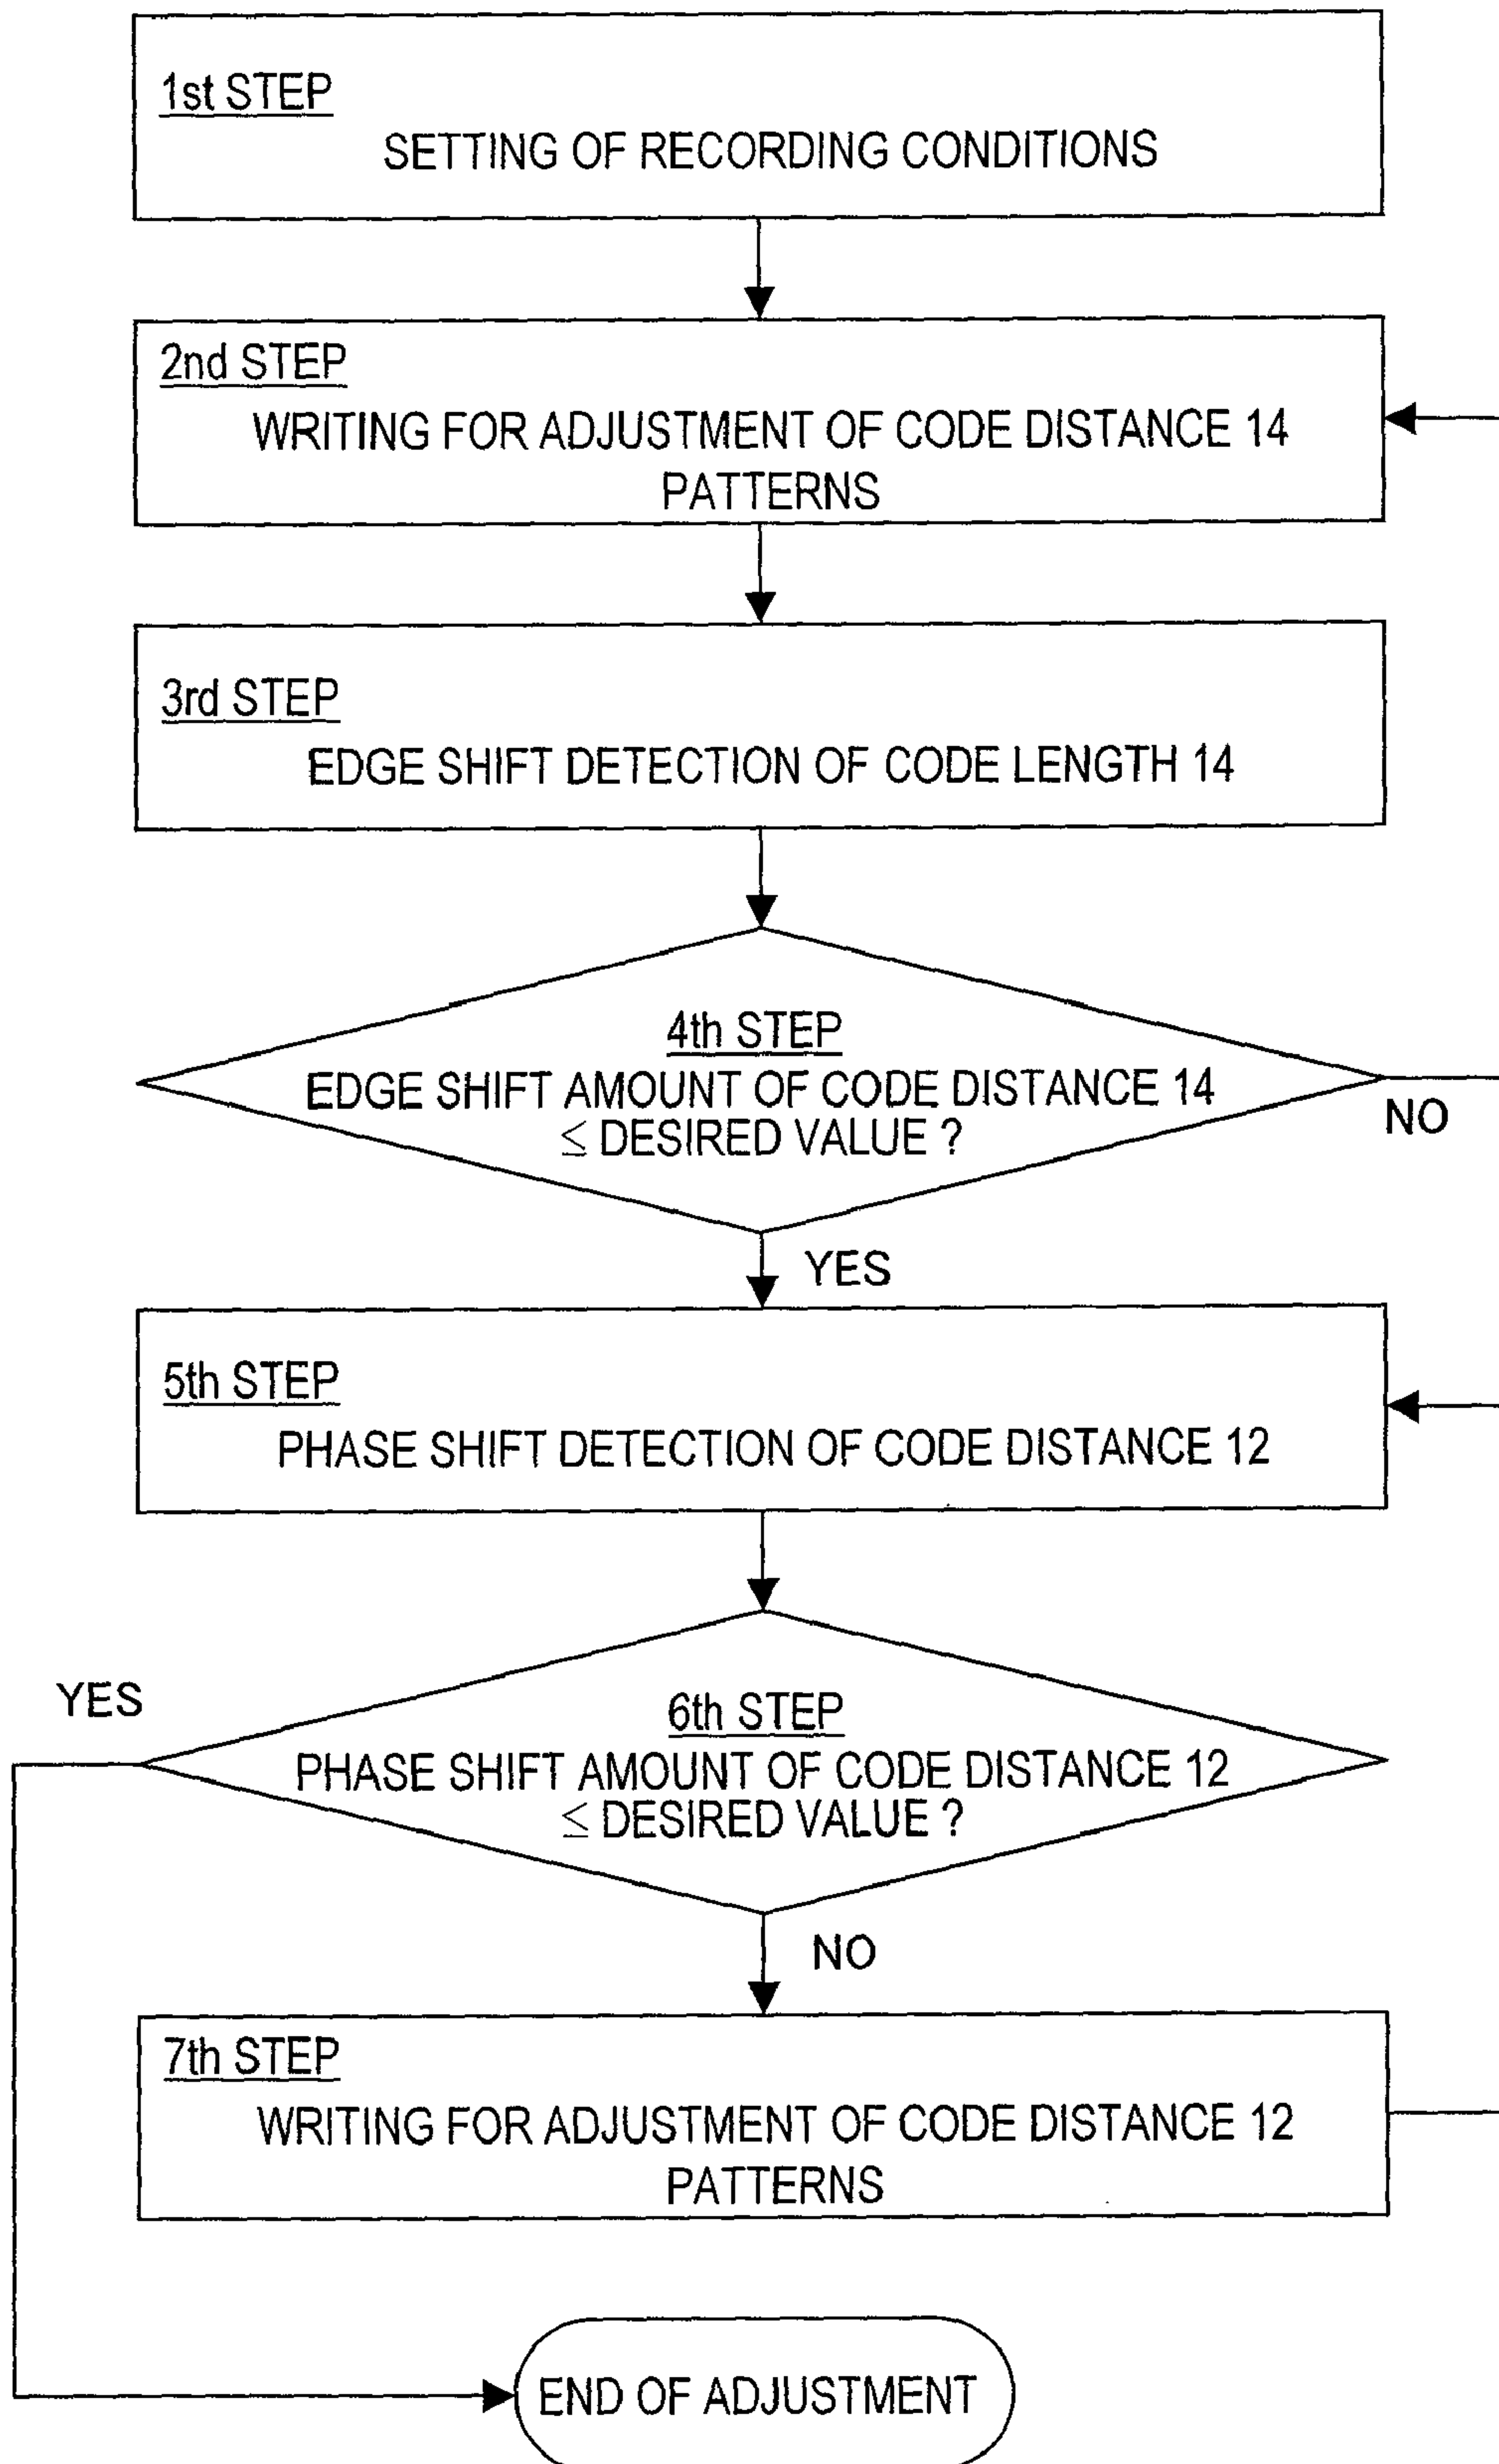 1st STEP
SETTING OF RECORDING CONDITIONS
2nd STEP
WRITING FOR ADJUSTMENT OF CODE DISTANCE 14
PATTERNS
3rd STEP
EDGE SHIFT DETECTION OF CODE LENGTH 14
4th STEP
EDGE SHIFT AMOUNT OF CODE DISTANCE 14
≤ DESIRED VALUE ?
NO
YES
5th STEP
PHASE SHIFT DETECTION OF CODE DISTANCE 12
YES
6th STEP
PHASE SHIFT AMOUNT OF CODE DISTANCE 12
≤ DESIRED VALUE ?
NO
7th STEP
WRITING FOR ADJUSTMENT OF CODE DISTANCE 12
PATTERNS
END OF ADJUSTMENT